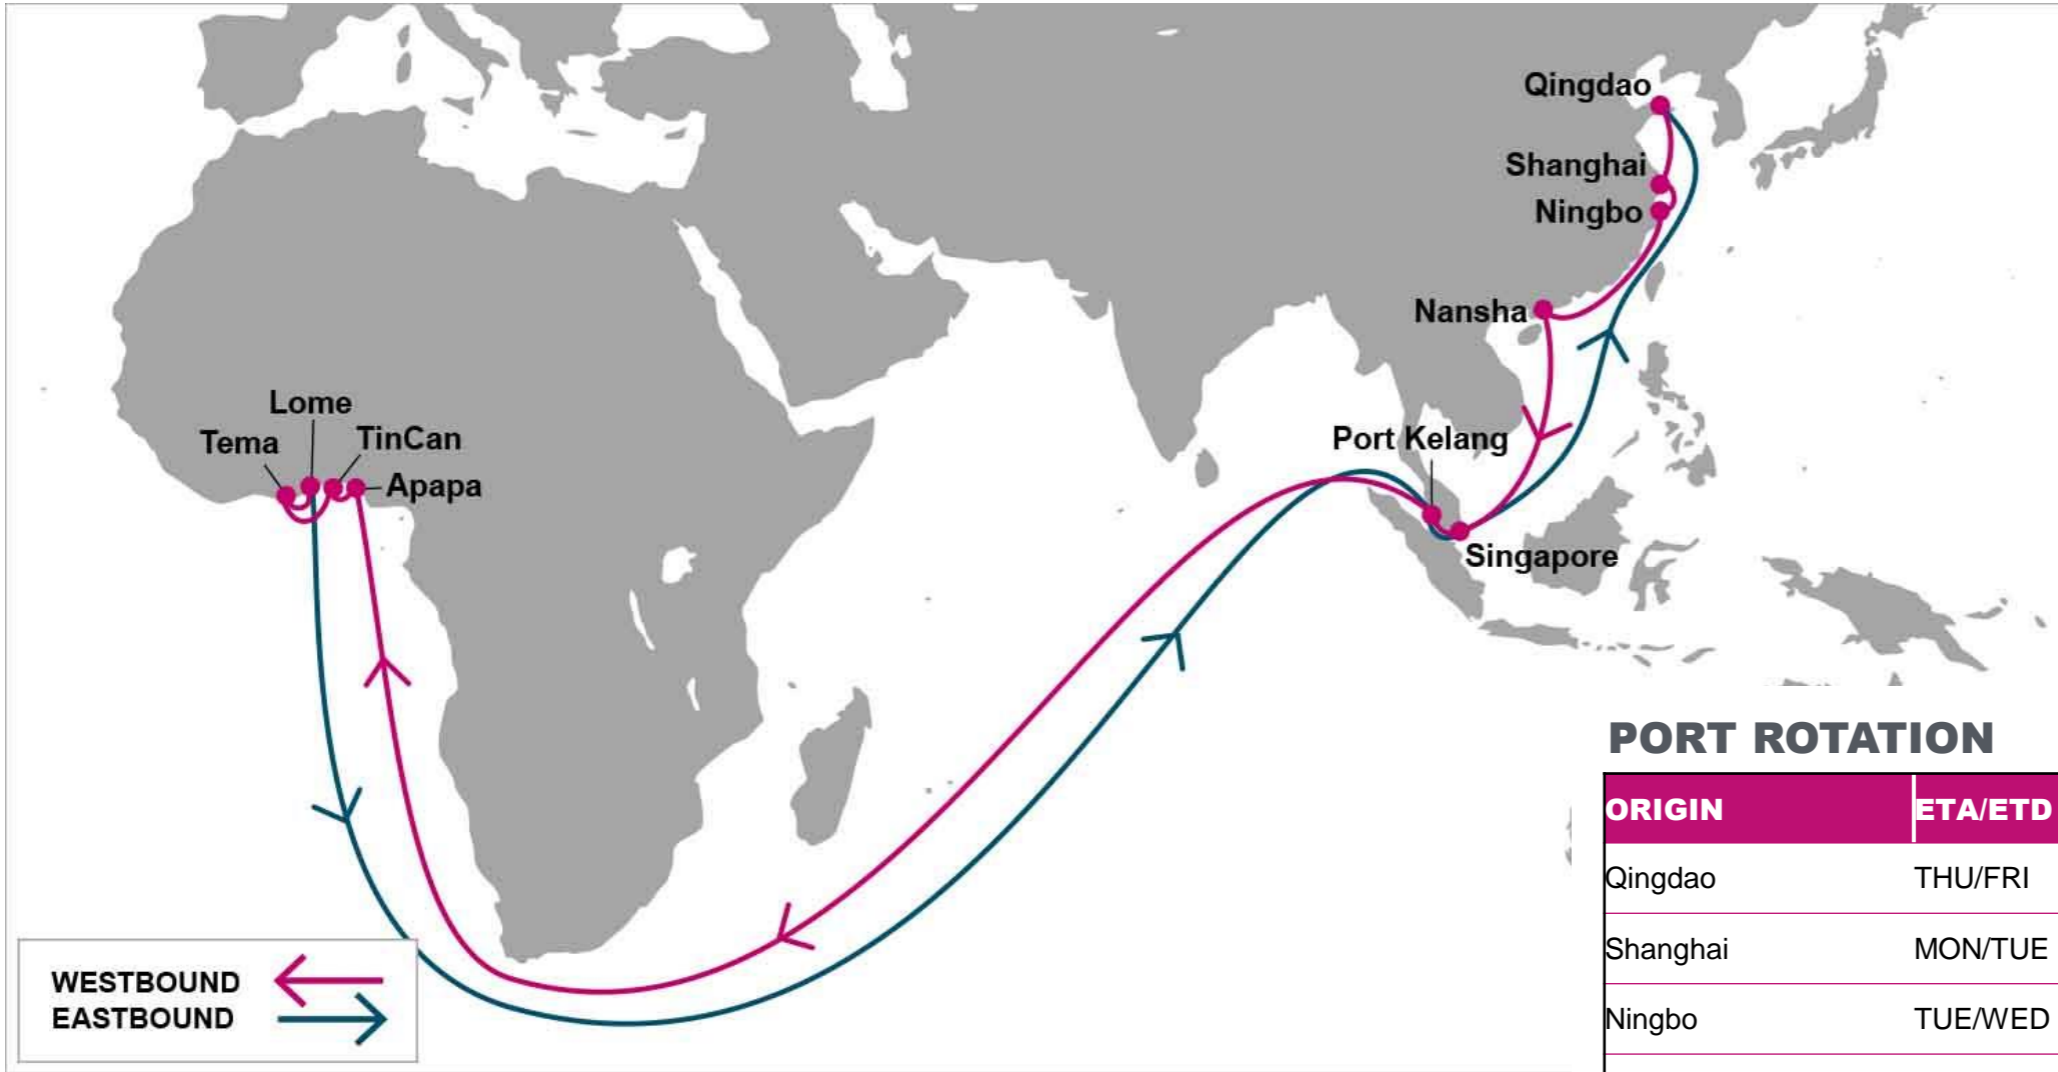 Qingdao
Shanghai
Ningbo
Nansha
Lome
Tema
TinCan
Apapa
Port Kelang
Singapore
WESTBOUND
EASTBOUND
PORT ROTATION
ORIGIN ETA/ETD
Qingdao THU/FRI
Shanghai MON/TUE
Ningbo TUE/WED